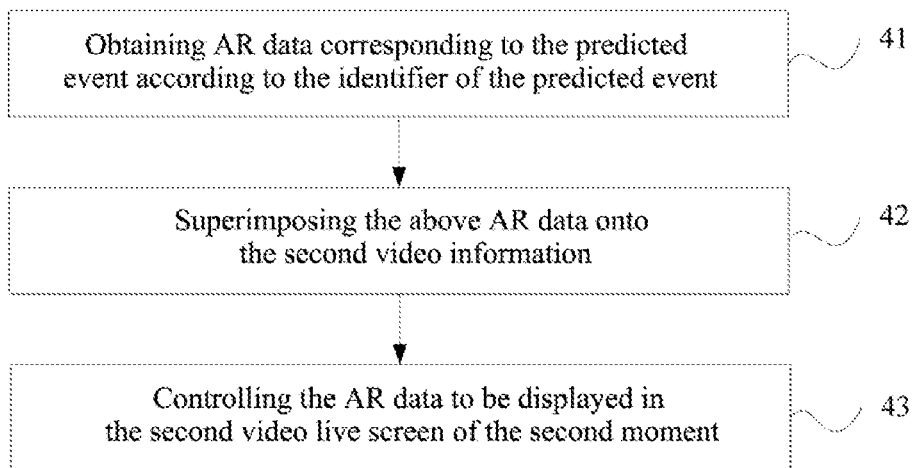 Obtaining AR data corresponding to the predicted
event according to the identifier of the predicted event
41
Superimposing the above AR data onto
the second video information
42
Controlling the AR data to be displayed in
the second video live screen of the second moment
43